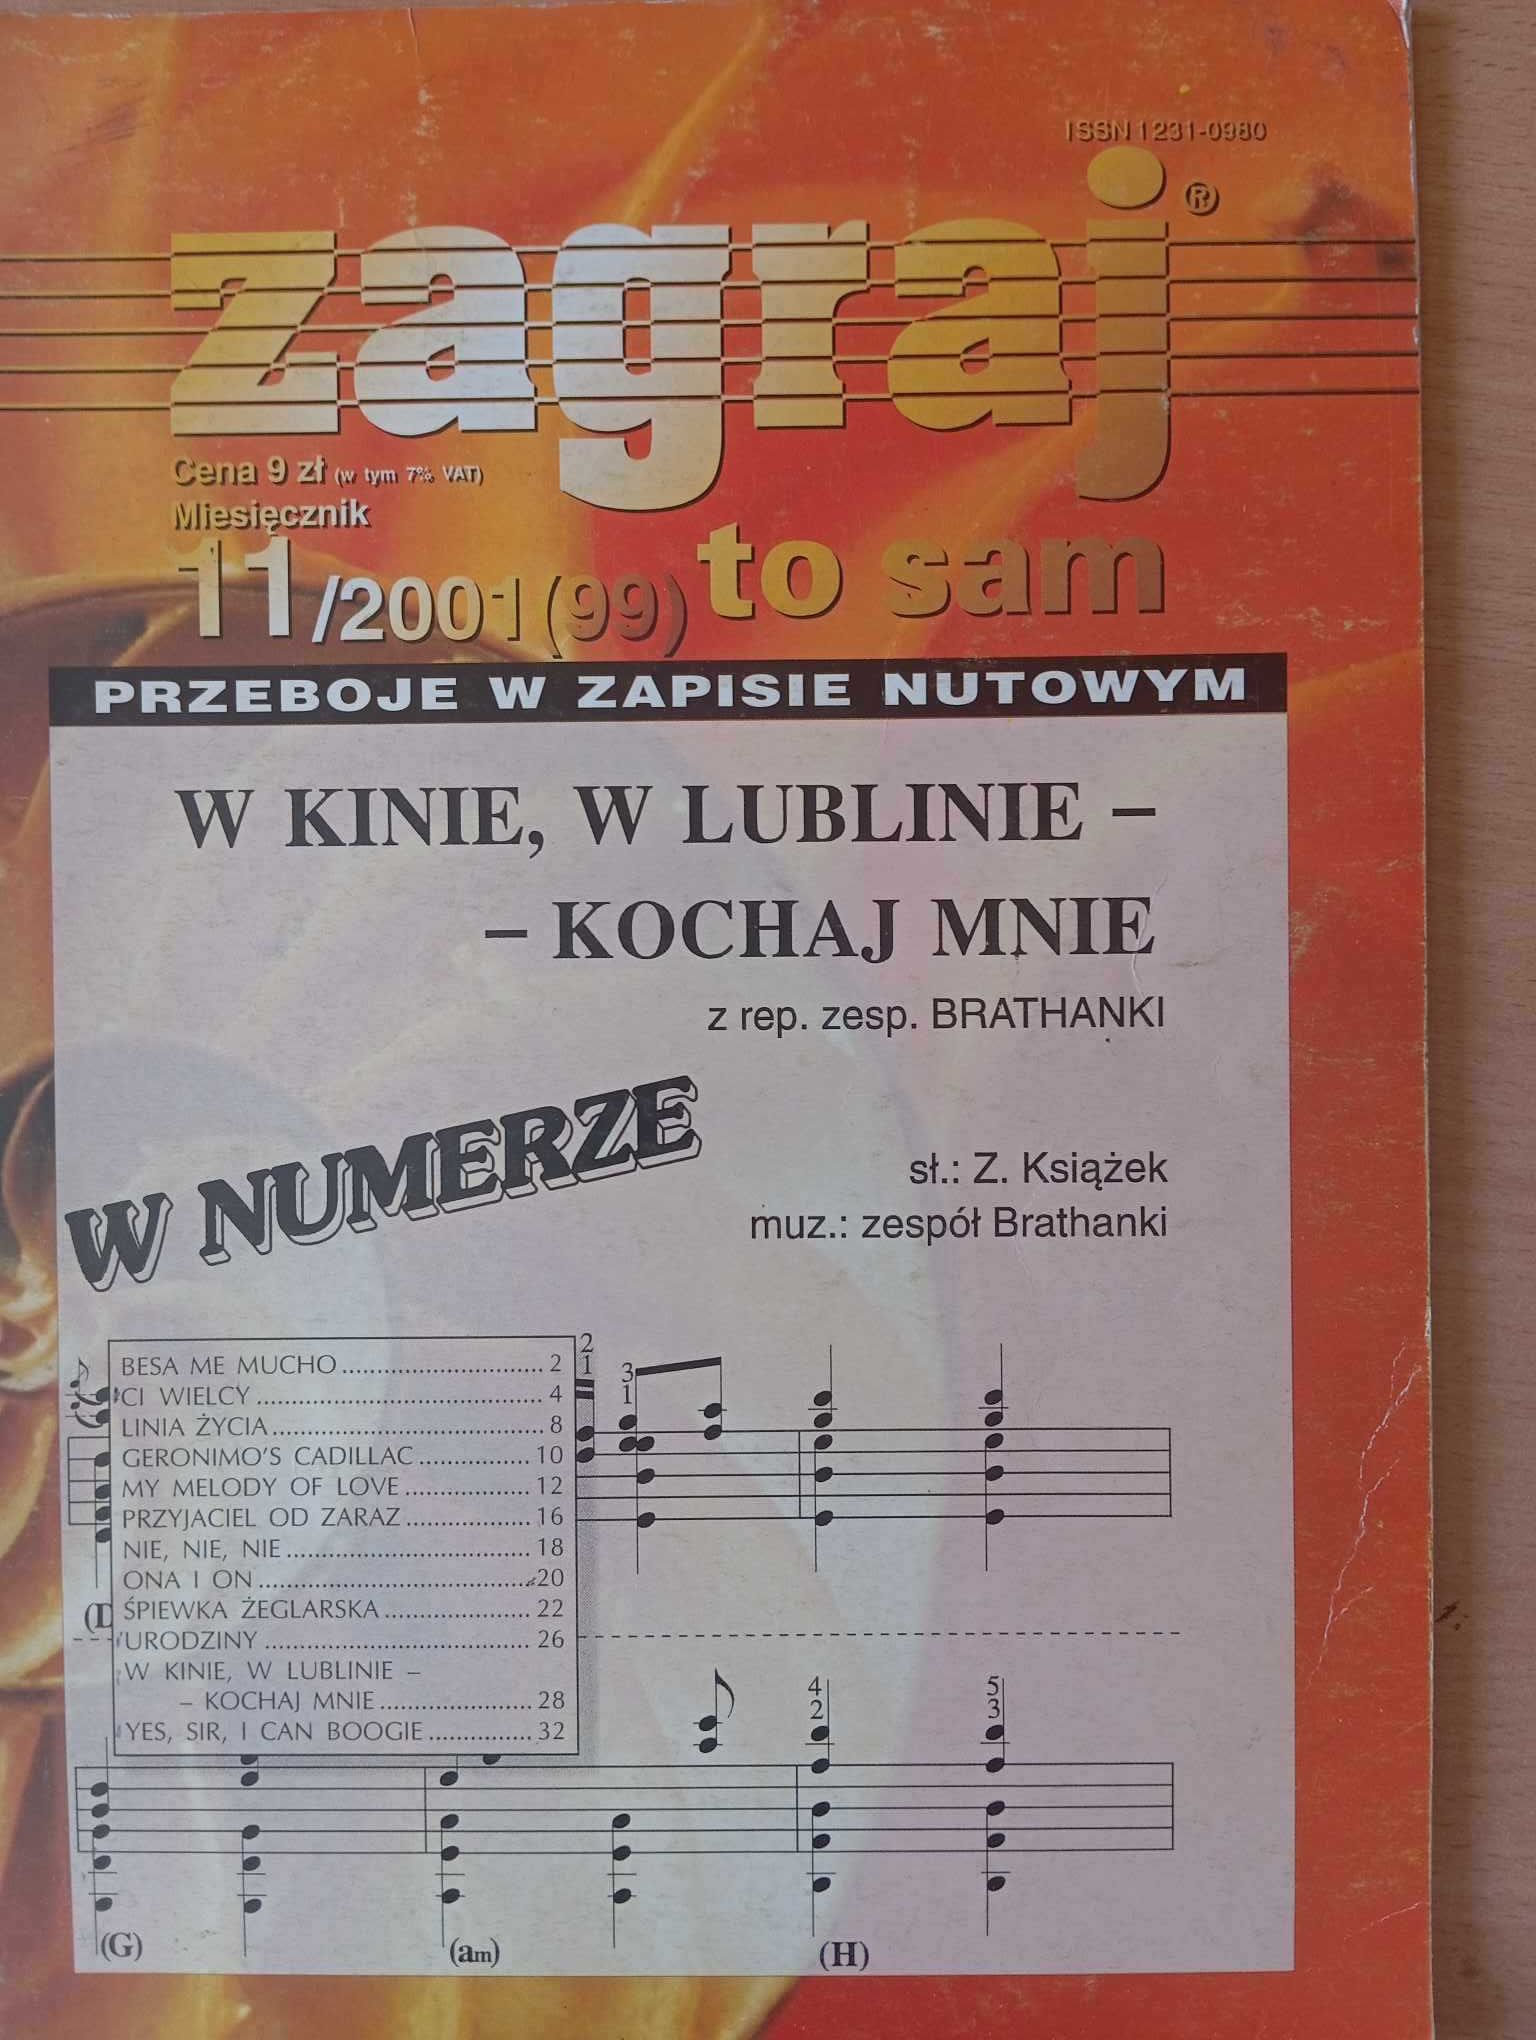 ISSN 1231-0980
zagraj®
Cena 9 zł (w tym 7% VAT)
Miesięcznik
11/2001(99)
to sam
PRZEBOJE W ZAPISIE NUTOWYM
W KINIE, W LUBLINIE –
– KOCHAJ MNIE
z rep. zesp. BRATHANKI
W NUMERZE
sł.: Z. Książek
muz.: zespół Brathanki
BESA ME MUCHO.............................. 2
CI WIELCY .......................................... 4
LINIA ŻYCIA........................................ 8
GERONIMO'S CADILLAC ................ 10
MY MELODY OF LOVE .................. 12
PRZYJACIEL OD ZARAZ .................. 16
NIE, NIE, NIE .................................... 18
ONA I ON ........................................ 20
ŚPIEWKA ŻEGLARSKA ..................... 22
URODZINY ...................................... 26
W KINIE, W LUBLINIE –
– KOCHAJ MNIE ....................... 28
YES, SIR, I CAN BOOGIE ................ 32
2
1
3
1
(D
4
2
5
3
(G)
(am)
(H)